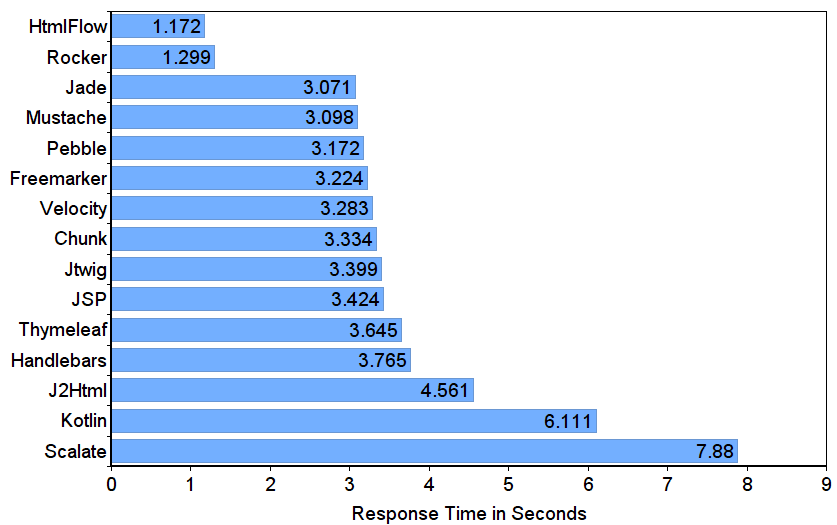 HtmlFlow 1.172
Rocker 1.299
Jade 3.071
Mustache 3.098
Pebble 3.172
Freemarker 3.224
Velocity 3.283
Chunk 3.334
Jtwig 3.399
JSP 3.424
Thymeleaf 3.645
Handlebars 3.765
J2Html 4.561
Kotlin 6.111
Scalate 7.88
0 1 2 3 4 5 6 7 8 9
Response Time in Seconds